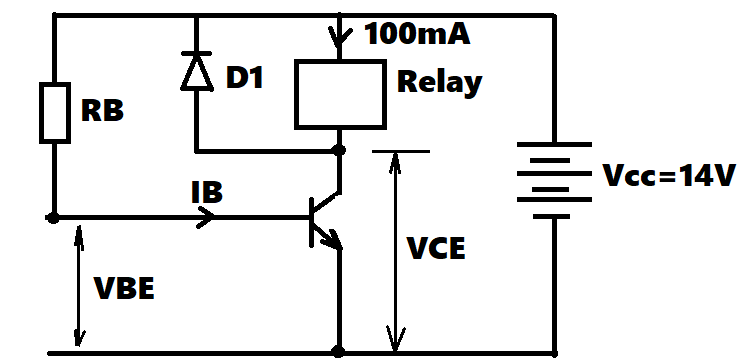 100mA
D1
Relay
RB
Vcc=14V
IB
VCE
VBE